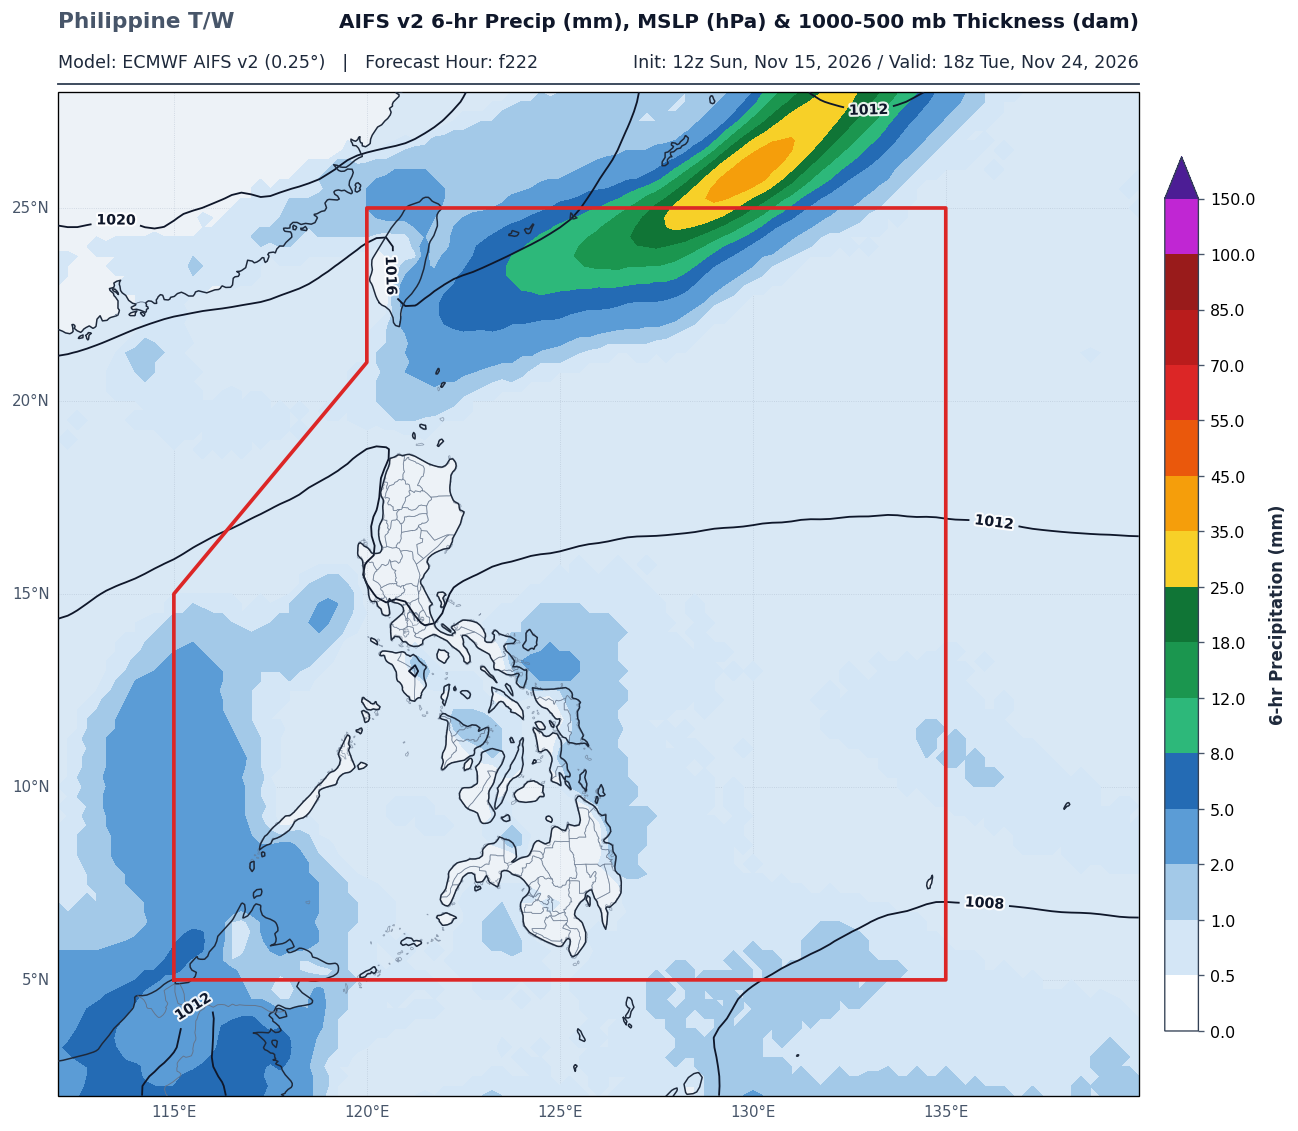 Philippine T/W
AIFS v2 6-hr Precip (mm), MSLP (hPa) & 1000-500 mb Thickness (dam)
Model: ECMWF AIFS v2 (0.25°) | Forecast Hour: f222
Init: 12z Sun, Nov 15, 2026 / Valid: 18z Tue, Nov 24, 2026
1012
1020
1016
1012
1008
1012
25°N
20°N
15°N
10°N
5°N
115°E
120°E
125°E
130°E
135°E
150.0
100.0
85.0
70.0
55.0
45.0
35.0
25.0
18.0
12.0
8.0
5.0
2.0
1.0
0.5
0.0
6-hr Precipitation (mm)